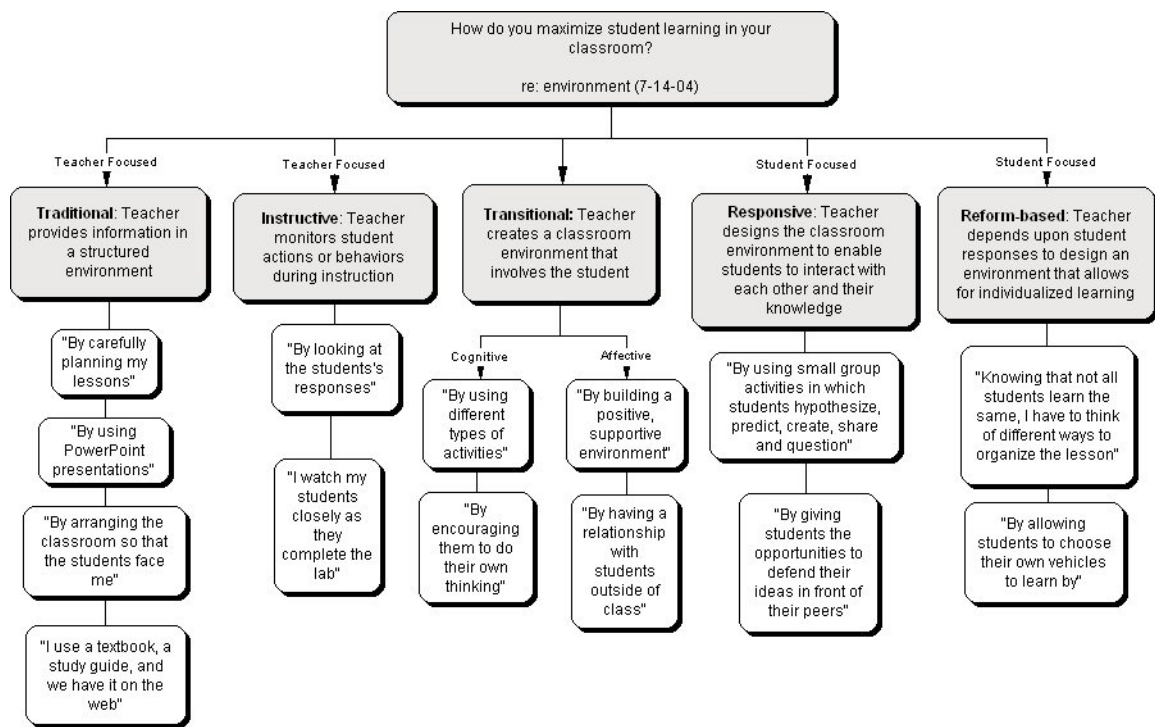 How do you maximize student learning in your
classroom?
re: environment (7-14-04)
Teacher Focused
Teacher Focused
Student Focused
Student Focused
Traditional: Teacher
provides information in
a structured
environment
Instructive: Teacher
monitors student
actions or behaviors
during instruction
Transitional: Teacher
creates a classroom
environment that
involves the student
Responsive: Teacher
designs the classroom
environment to enable
students to interact with
each other and their
knowledge
Reform-based: Teacher
depends upon student
responses to design an
environment that allows
for individualized learning
"By carefully
planning my
lessons"
"By using
PowerPoint
presentations"
"By arranging the
classroom so that
the students face
me"
"I use a textbook, a
study guide, and
we have it on the
web"
"By looking at
the students's
responses"
"I watch my
students
closely as
they
complete the
lab"
Cognitive
"By using
different
types of
activities"
"By
encouraging
them to do
their own
thinking"
Affective
"By building a
positive,
supportive
environment"
"By having a
relationship
with
students
outside of
class"
"By using small group
activities in which
students hypothesize,
predict, create, share
and question"
"By giving
students the
opportunities to
defend their
ideas in front of
their peers"
"Knowing that not all
students learn the
same, I have to think
of different ways to
organize the lesson"
"By allowing
students to choose
their own vehicles
to learn by"